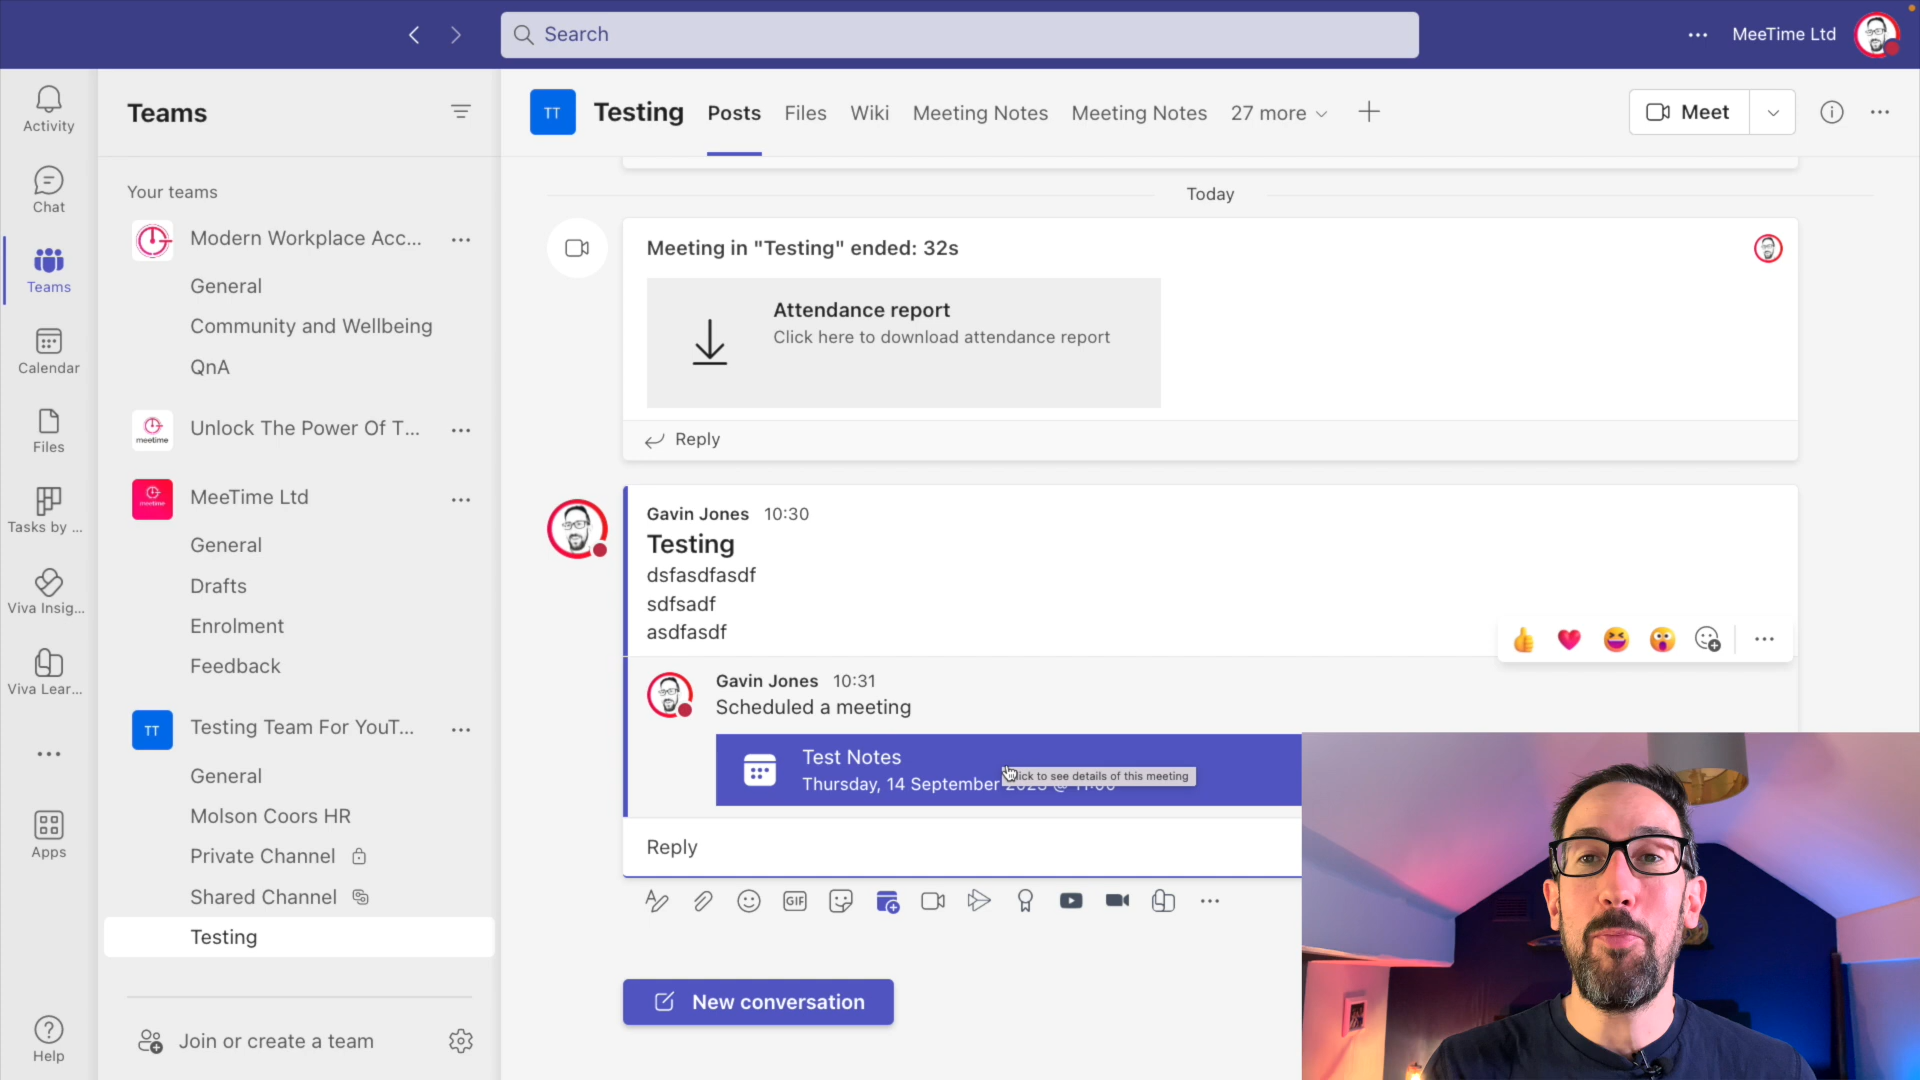 Search
MeeTime Ltd
Activity
Chat
Teams
Calendar
Files
Tasks by ...
Viva Insig...
Viva Lear...
Apps
Help
Teams
Your teams
Modern Workplace Acc...
General
Community and Wellbeing
QnA
meetime
Unlock The Power Of T...
MeeTime Ltd
General
Drafts
Enrolment
Feedback
TT
Testing Team For YouT...
General
Molson Coors HR
Private Channel
Shared Channel
Testing
Join or create a team
TT
Testing
Posts
Files
Wiki
Meeting Notes
Meeting Notes
27 more
Meet
Today
Meeting in "Testing" ended: 32s
Attendance report
Click here to download attendance report
Reply
Gavin Jones 10:30
Testing
dsfasdfasdf
sdfsadf
asdfasdf
Gavin Jones 10:31
Scheduled a meeting
Test Notes
Thursday, 14 September
to see details of this meeting
Reply
GIF
New conversation